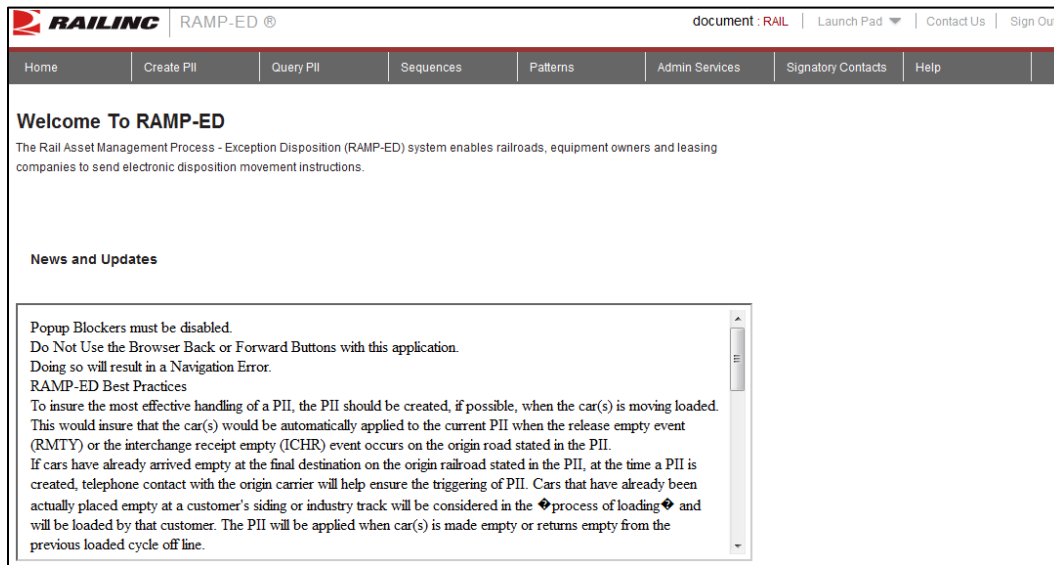 RAILINC RAMP-ED ® document : RAIL Launch Pad Contact Us Sign Ou
Home Create PII Query PII Sequences Patterns Admin Services Signatory Contacts Help
Welcome To RAMP-ED
The Rail Asset Management Process - Exception Disposition (RAMP-ED) system enables railroads, equipment owners and leasing
companies to send electronic disposition movement instructions.
News and Updates
Popup Blockers must be disabled.
Do Not Use the Browser Back or Forward Buttons with this application.
Doing so will result in a Navigation Error.
RAMP-ED Best Practices
To insure the most effective handling of a PII, the PII should be created, if possible, when the car(s) is moving loaded.
This would insure that the car(s) would be automatically applied to the current PII when the release empty event
(RMTY) or the interchange receipt empty (ICHR) event occurs on the origin road stated in the PII.
If cars have already arrived empty at the final destination on the origin railroad stated in the PII, at the time a PII is
created, telephone contact with the origin carrier will help ensure the triggering of PII. Cars that have already been
actually placed empty at a customer's siding or industry track will be considered in the �process of loading� and
will be loaded by that customer. The PII will be applied when car(s) is made empty or returns empty from the
previous loaded cycle off line.